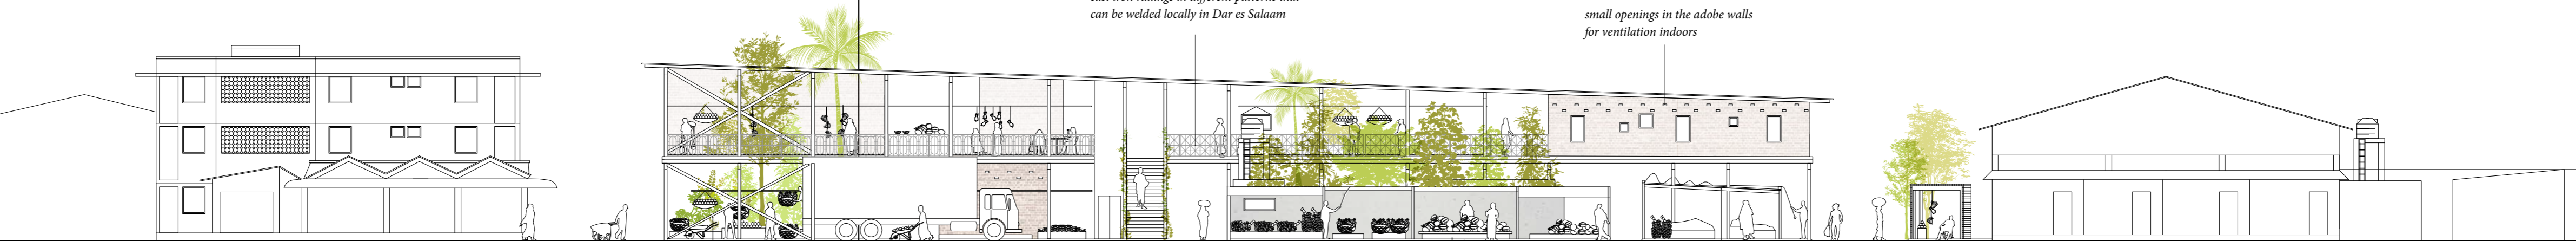 can be welded locally in Dar es Salaam
small openings in the adobe walls
for ventilation indoors